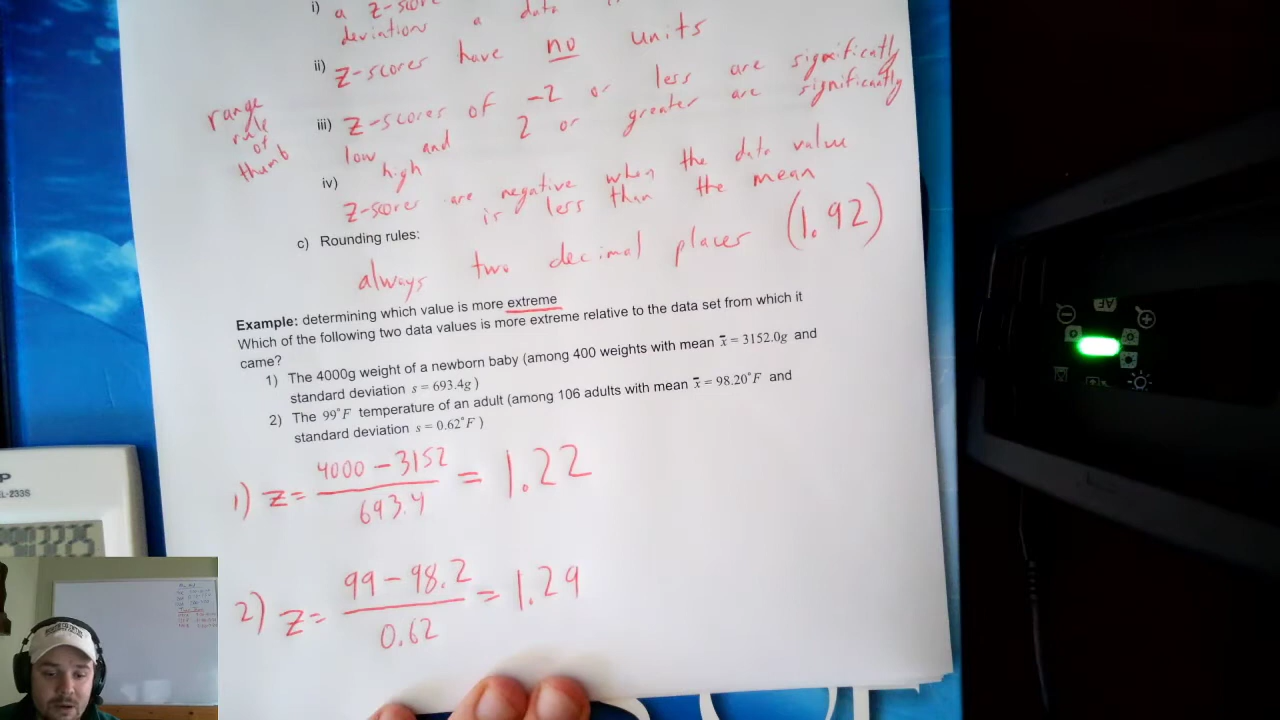 i) a z-score
deviations a data
ii) z-scores have no units
range rule of thumb
iii) z-scores of -2 or less are significantly
low and 2 or greater are significantly
high
iv) z-scores are negative when the data value
is less than the mean
c) Rounding rules:
always two decimal places (1.92)
Example: determining which value is more extreme
Which of the following two data values is more extreme relative to the data set from which it
came?
1) The 4000g weight of a newborn baby (among 400 weights with mean x̄ = 3152.0g and
standard deviation s = 693.4g)
2) The 99°F temperature of an adult (among 106 adults with mean x̄ = 98.20°F and
standard deviation s = 0.62°F)
1) z = (4000 - 3152)/693.4 = 1.22
2) z = (99 - 98.2)/0.62 = 1.29
P
EL-233S
AF